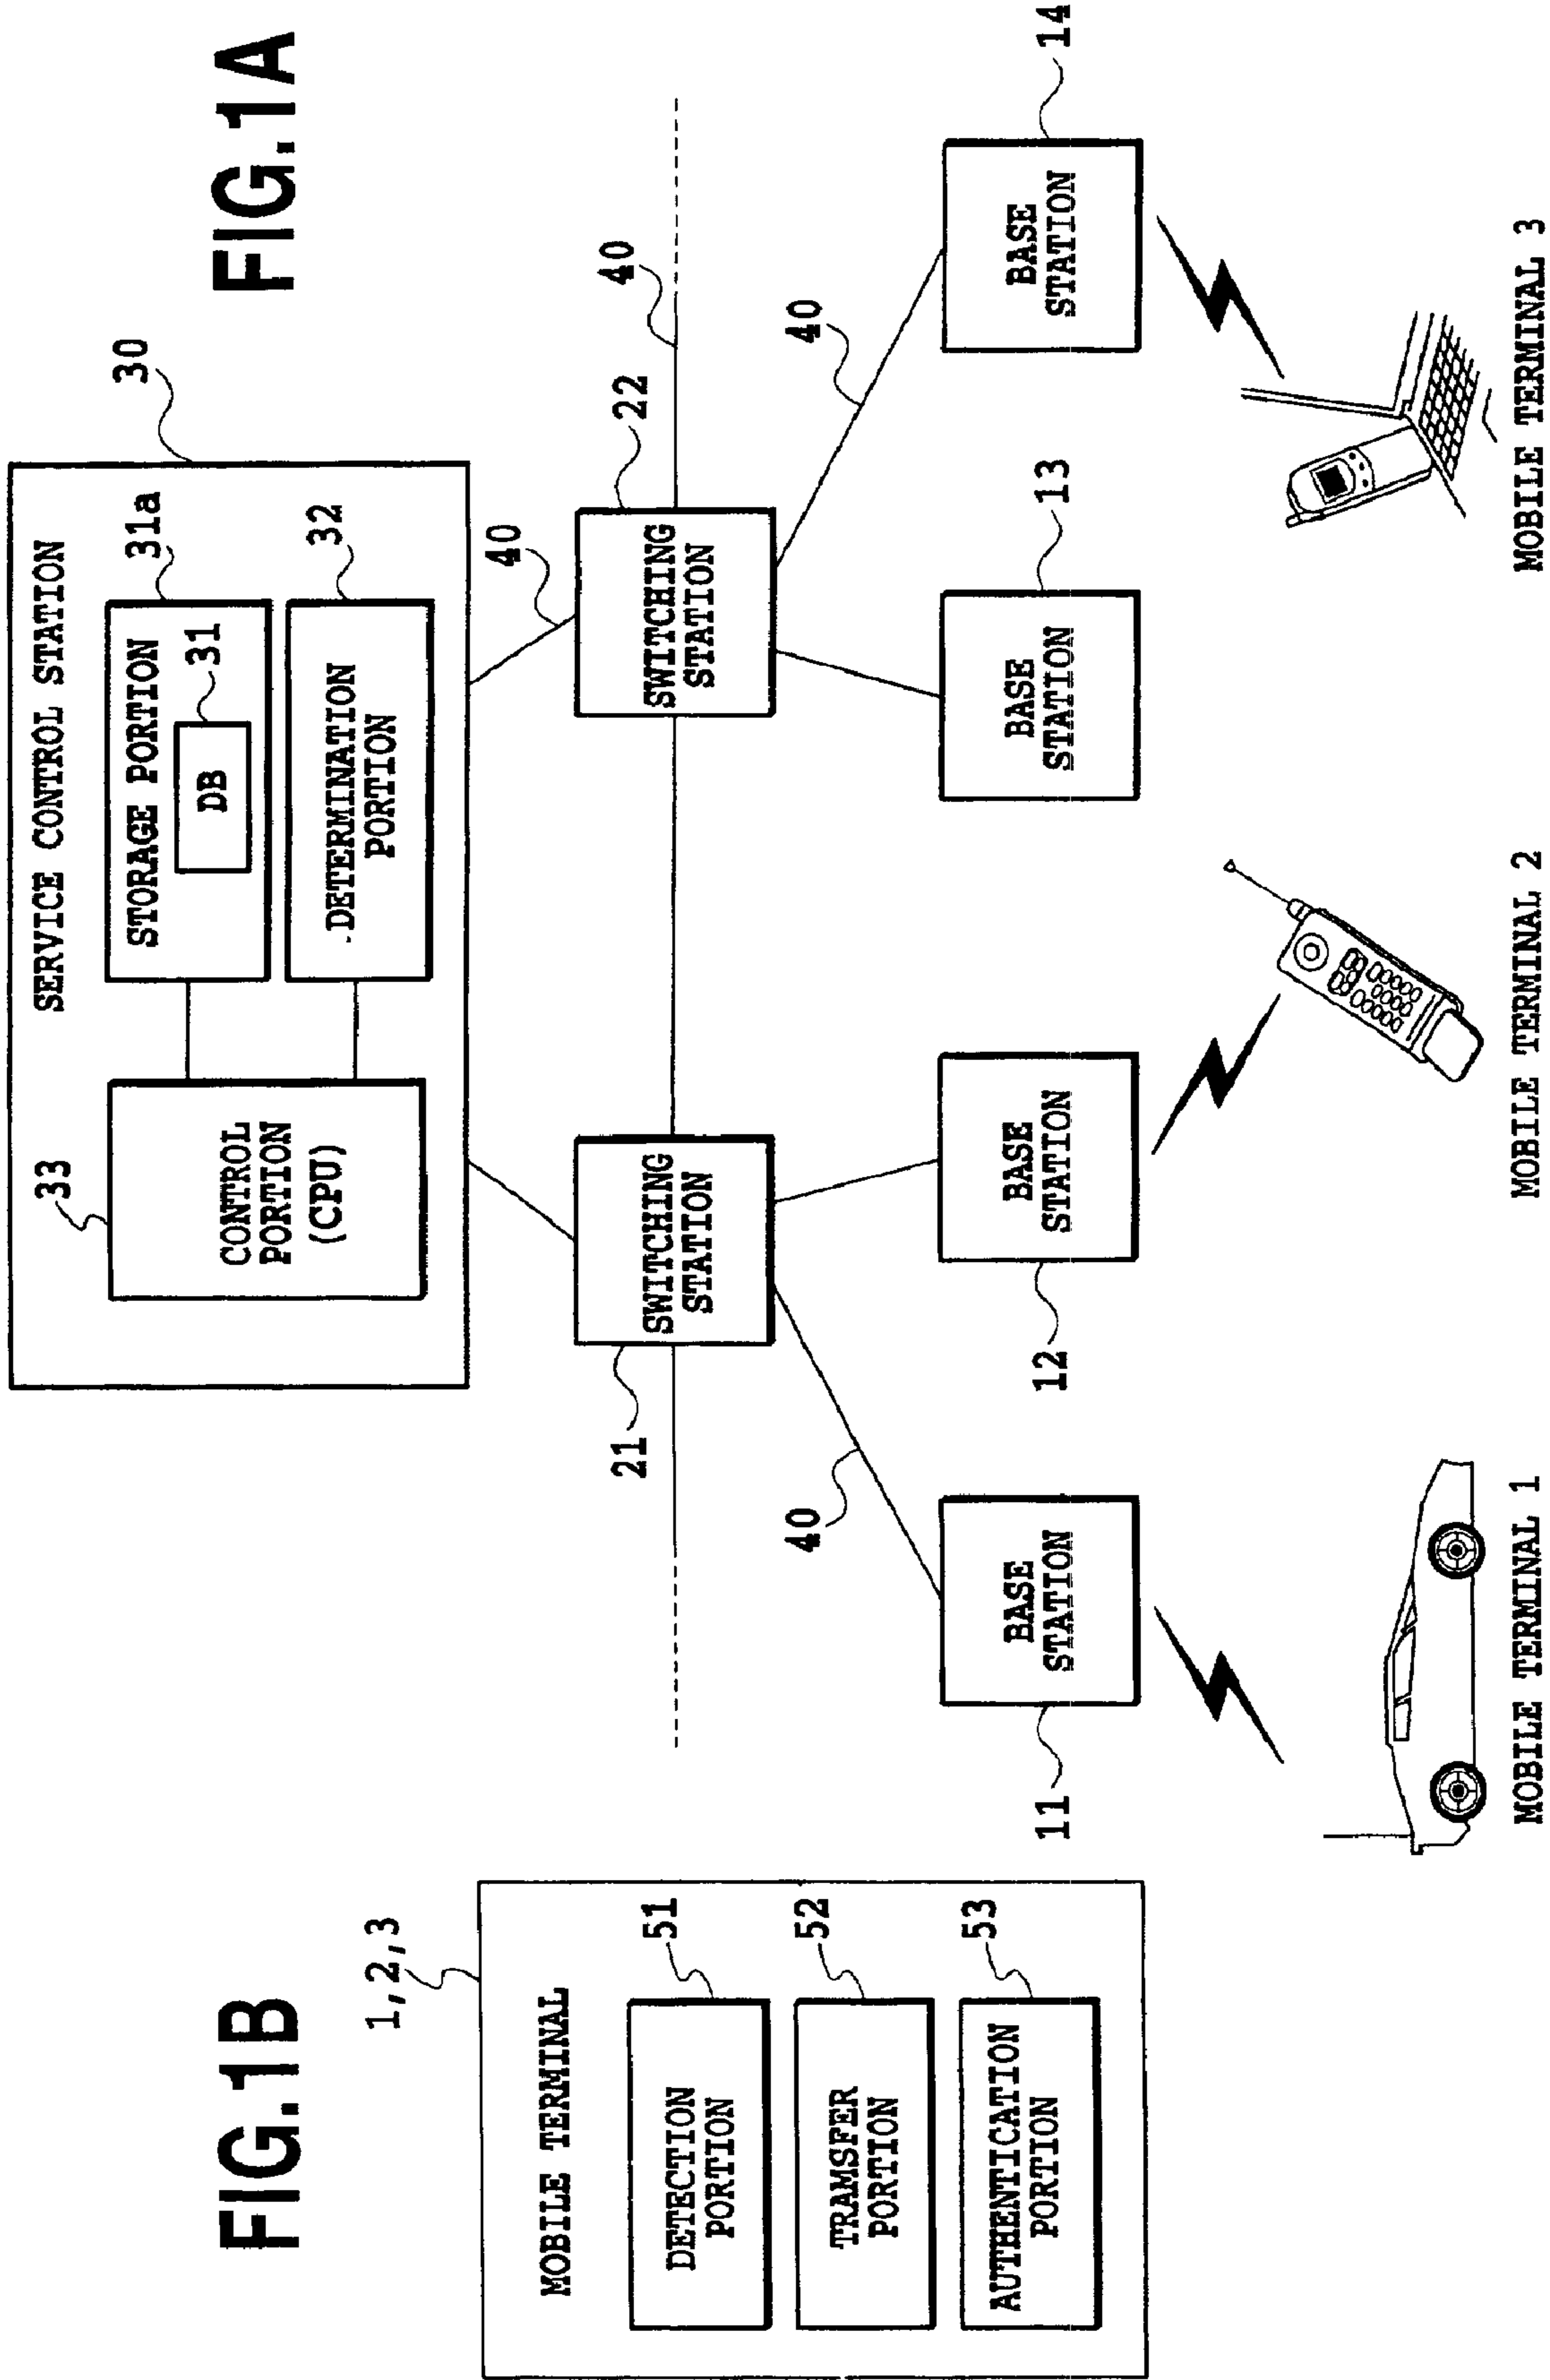 FIG.1A
SERVICE CONTROL STATION
30
33
CONTROL
PORTION
(CPU)
STORAGE PORTION
31a
DB
31
DETERMINATION
PORTION
32
40
40
21
SWITCHING
STATION
SWITCHING
STATION
22
40
40
11
BASE
STATION
12
BASE
STATION
BASE
STATION
13
BASE
STATION
14
MOBILE TERMINAL 1
MOBILE TERMINAL 2
MOBILE TERMINAL 3
FIG.1B
1,2,3
MOBILE TERMINAL
DETECTION
PORTION
51
TRAMSFER
PORTION
52
AUTHENTICATION
PORTION
53